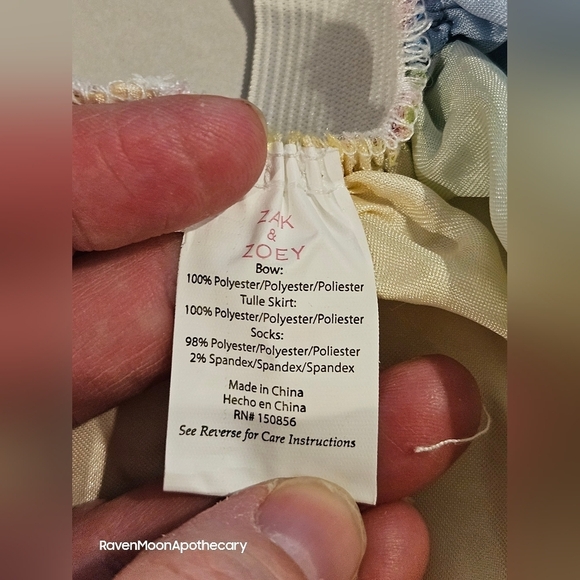 ZAK
&
ZOEY
Bow:
100% Polyester/Polyester/Poliester
Tulle Skirt:
100% Polyester/Polyester/Poliester
Socks:
98% Polyester/Polyester/Poliester
2% Spandex/Spandex/Spandex
Made in China
Hecho en China
RN# 150856
See Reverse for Care Instructions
RavenMoonApothecary